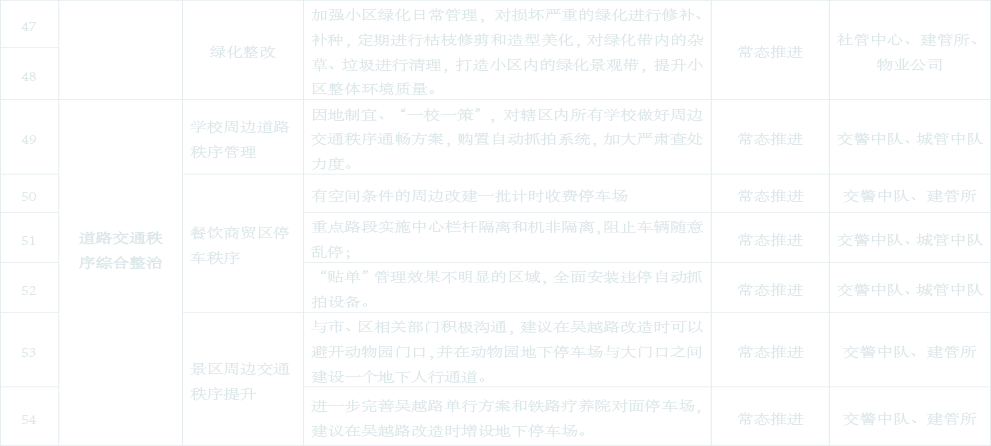 47
48
绿化整改
加强小区绿化日常管理，对损坏严重的绿化进行修补、
补种，定期进行枯枝修剪和造型美化，对绿化带内的杂
草、垃圾进行清理，打造小区内的绿化景观带，提升小
区整体环境质量。
常态推进
社管中心、建管所、
物业公司
49
道路交通秩
序综合整治
学校周边道路
秩序管理
因地制宜、“一校一策”，对辖区内所有学校做好周边
交通秩序通畅方案，购置自动抓拍系统，加大严肃查处
力度。
常态推进
交警中队、城管中队
50
餐饮商贸区停
车秩序
有空间条件的周边改建一批计时收费停车场
常态推进
交警中队、建管所
51
重点路段实施中心栏杆隔离和机非隔离,阻止车辆随意
乱停；
常态推进
交警中队、城管中队
52
“贴单”管理效果不明显的区域，全面安装违停自动抓
拍设备。
常态推进
交警中队、城管中队
53
景区周边交通
秩序提升
与市、区相关部门积极沟通，建议在吴越路改造时可以
避开动物园门口,并在动物园地下停车场与大门口之间
建设一个地下人行通道。
常态推进
交警中队、建管所
54
进一步完善吴越路单行方案和铁路疗养院对面停车场，
建议在吴越路改造时增设地下停车场。
常态推进
交警中队、建管所